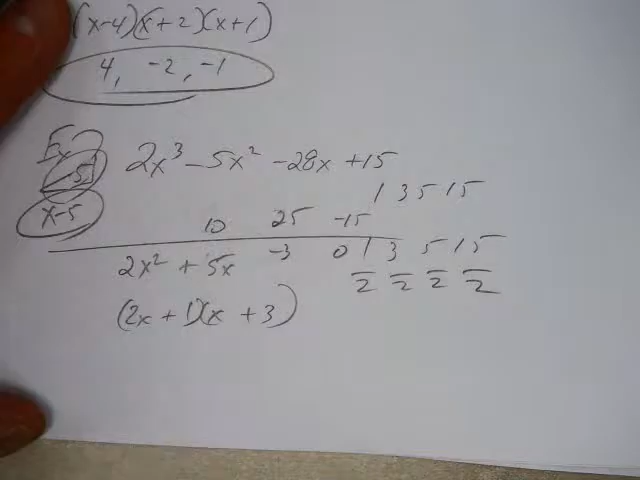 (x-4)(x+2)(x+1)
4, -2, -1
Ex 2x³ - 5x² - 28x + 15
1 3 5 15
x-5
10 25 -15
2x² + 5x -3 0 1/2 3/2 5/2 15/2
(2x + 1)(x + 3)